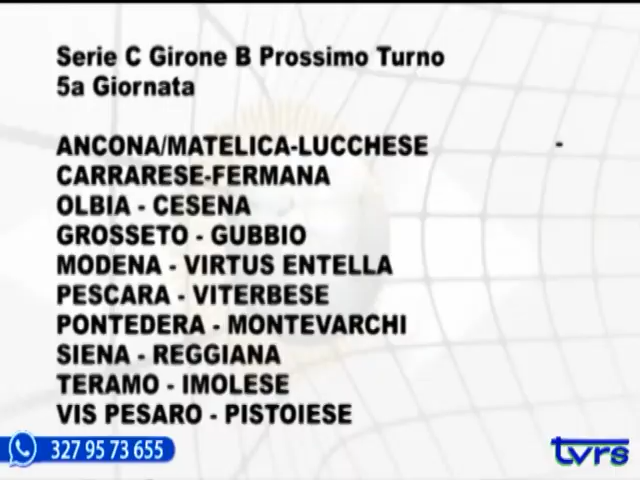 Serie C Girone B Prossimo Turno
5a Giornata
ANCONA/MATELICA-LUCCHESE -
CARRARESE-FERMANA
OLBIA - CESENA
GROSSETO - GUBBIO
MODENA - VIRTUS ENTELLA
PESCARA - VITERBESE
PONTEDERA - MONTEVARCHI
SIENA - REGGIANA
TERAMO - IMOLESE
VIS PESARO - PISTOIESE
327 95 73 655
tvrs